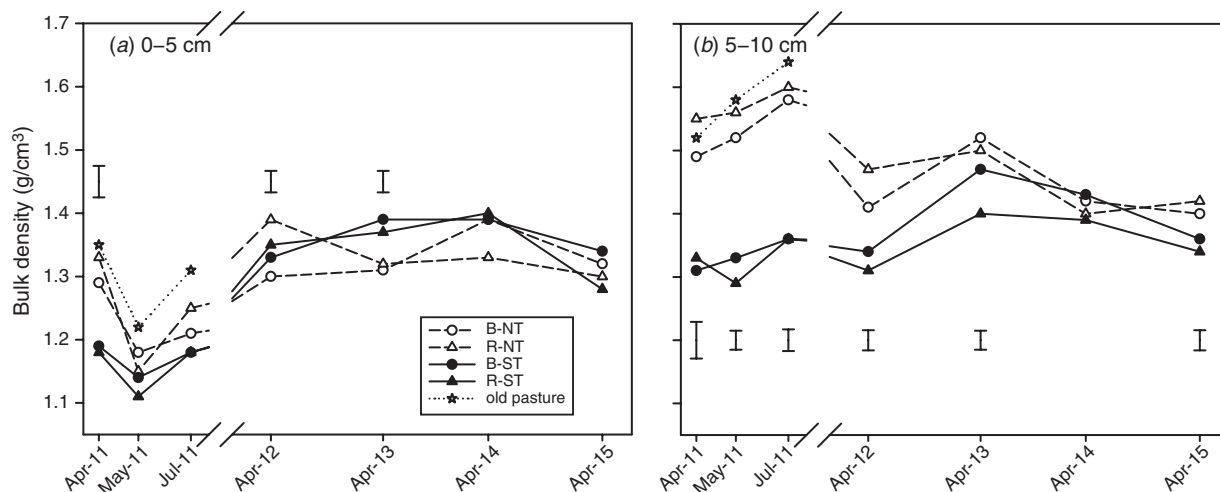 Bulk density (g/cm³)
1.7
1.6
1.5
1.4
1.3
1.2
1.1
(a) 0–5 cm
B-NT
R-NT
B-ST
R-ST
old pasture
Apr-11
May-11
Jul-11
Apr-12
Apr-13
Apr-14
Apr-15
(b) 5–10 cm
Apr-11
May-11
Jul-11
Apr-12
Apr-13
Apr-14
Apr-15